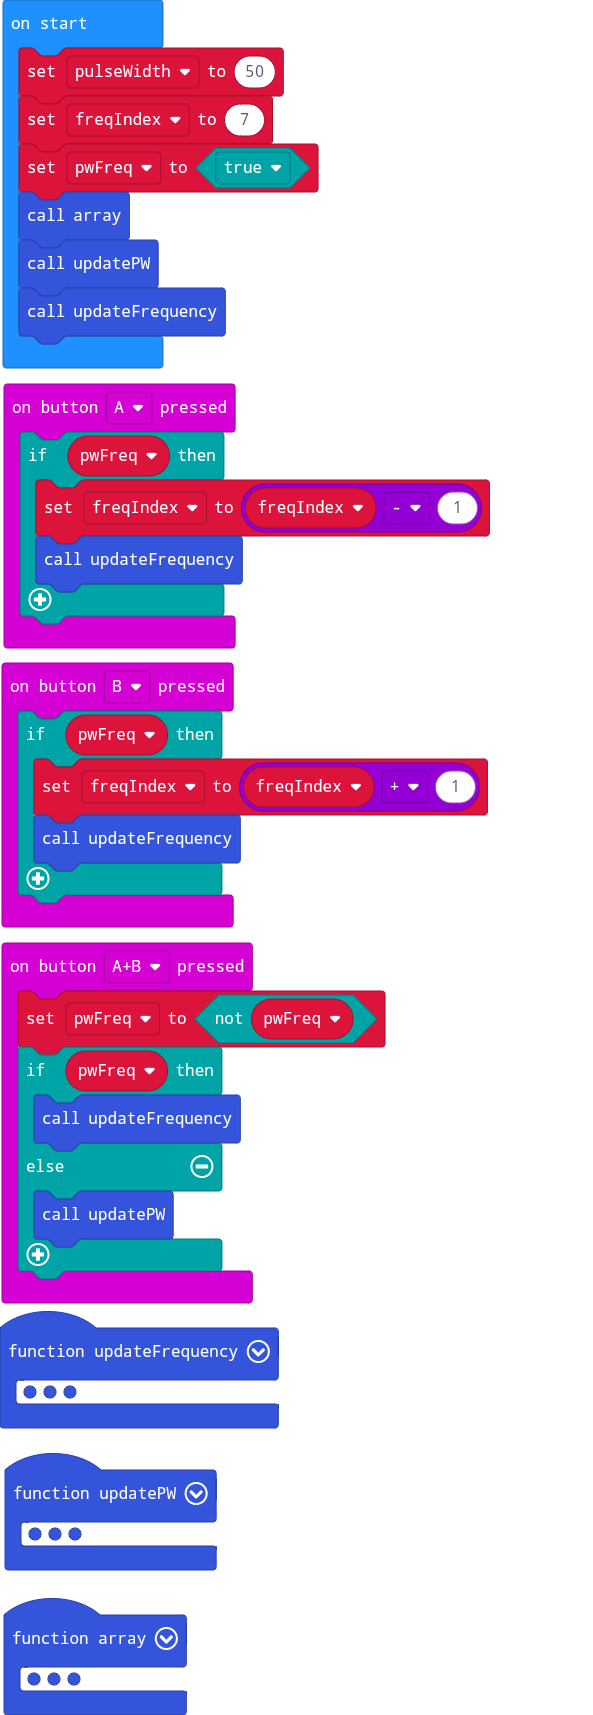 on start
set pulseWidth to 50
set freqIndex to 7
set pwFreq to true
call array
call updatePW
call updateFrequency
on button A pressed
if pwFreq then
set freqIndex to freqIndex - 1
call updateFrequency
on button B pressed
if pwFreq then
set freqIndex to freqIndex + 1
call updateFrequency
on button A+B pressed
set pwFreq to not pwFreq
if pwFreq then
call updateFrequency
else
call updatePW
function updateFrequency
function updatePW
function array